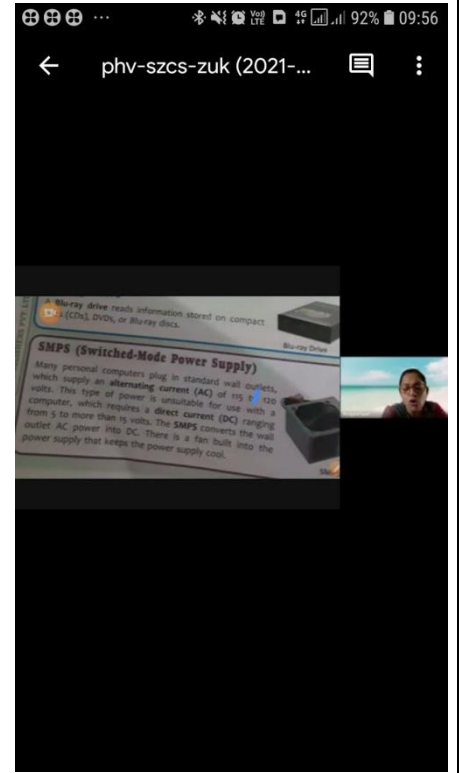 Vo))
LTE
4G
92%
09:56
phv-szcs-zuk (2021-...
A Blu-ray drive reads information stored on compact
(CDs), DVDs, or Blu-ray discs.
Blu-ray Drive
SMPS (Switched-Mode Power Supply)
Many personal computers plug in standard wall outlets,
which supply an alternating current (AC) of 115 120
volts. This type of power is unsuitable for use with a
computer, which requires a direct current (DC) ranging
from 5 to more than 15 volts. The SMPS converts the wall
outlet AC power into DC. There is a fan built into the
power supply that keeps the power supply cool.
PVT